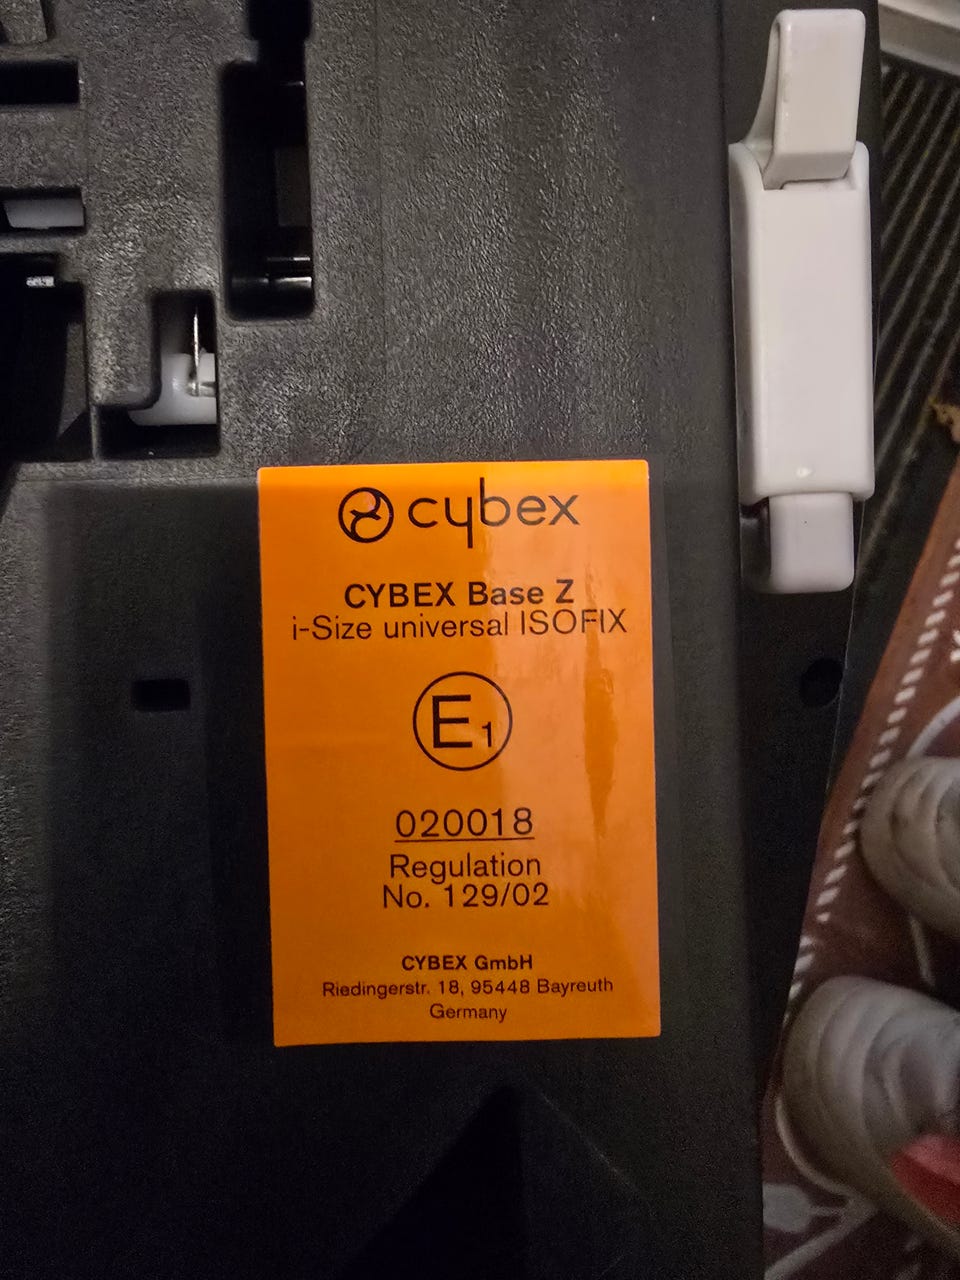 cybex
CYBEX Base Z
i-Size universal ISOFIX
E1
020018
Regulation
No. 129/02
CYBEX GmbH
Riedingerstr. 18, 95448 Bayreuth
Germany